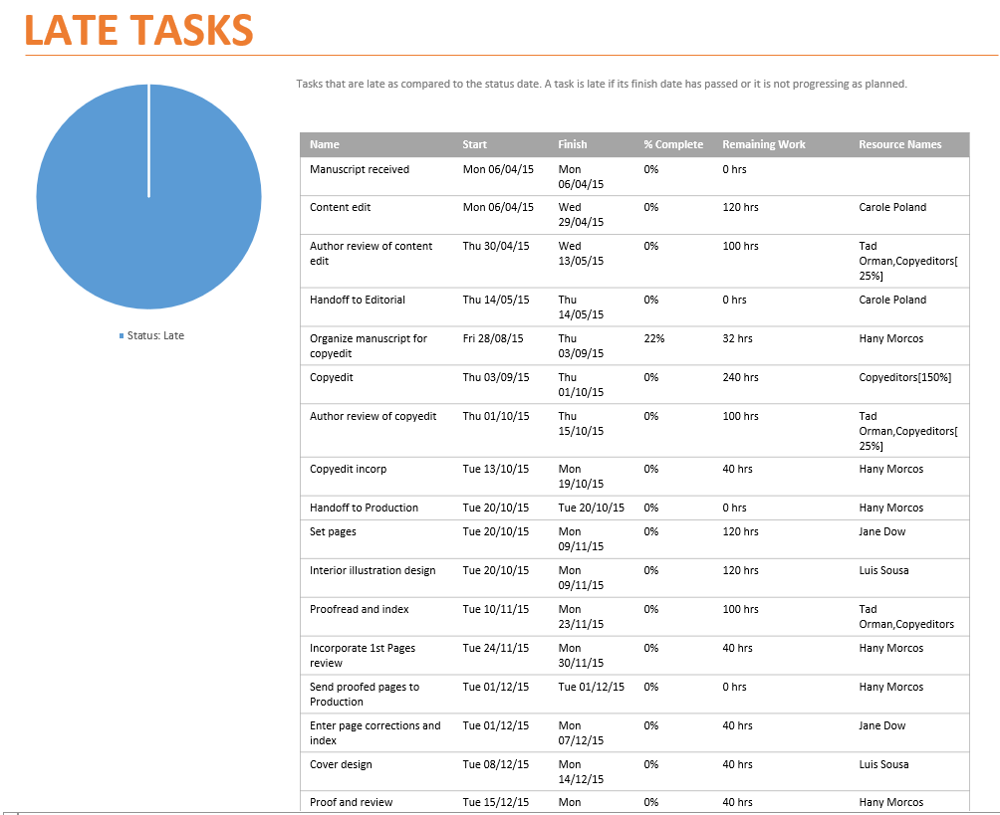 LATE TASKS
Tasks that are late as compared to the status date. A task is late if its finish date has passed or it is not progressing as planned.
Status: Late
Name Start Finish % Complete Remaining Work Resource Names
Manuscript received Mon 06/04/15 Mon 0% 0 hrs
06/04/15
Content edit Mon 06/04/15 Wed 0% 120 hrs Carole Poland
29/04/15
Author review of content Thu 30/04/15 Wed 0% 100 hrs Tad
edit 13/05/15 Orman,Copyeditors[
25%]
Handoff to Editorial Thu 14/05/15 Thu 0% 0 hrs Carole Poland
14/05/15
Organize manuscript for Fri 28/08/15 Thu 22% 32 hrs Hany Morcos
copyedit 03/09/15
Copyedit Thu 03/09/15 Thu 0% 240 hrs Copyeditors[150%]
01/10/15
Author review of copyedit Thu 01/10/15 Thu 0% 100 hrs Tad
15/10/15 Orman,Copyeditors[
25%]
Copyedit incorp Tue 13/10/15 Mon 0% 40 hrs Hany Morcos
19/10/15
Handoff to Production Tue 20/10/15 Tue 20/10/15 0% 0 hrs Hany Morcos
Set pages Tue 20/10/15 Mon 0% 120 hrs Jane Dow
09/11/15
Interior illustration design Tue 20/10/15 Mon 0% 120 hrs Luis Sousa
09/11/15
Proofread and index Tue 10/11/15 Mon 0% 100 hrs Tad
23/11/15 Orman,Copyeditors
Incorporate 1st Pages Tue 24/11/15 Mon 0% 40 hrs Hany Morcos
review 30/11/15
Send proofed pages to Tue 01/12/15 Tue 01/12/15 0% 0 hrs Hany Morcos
Production
Enter page corrections and Tue 01/12/15 Mon 0% 40 hrs Jane Dow
index 07/12/15
Cover design Tue 08/12/15 Mon 0% 40 hrs Luis Sousa
14/12/15
Proof and review Tue 15/12/15 Mon 0% 40 hrs Hany Morcos